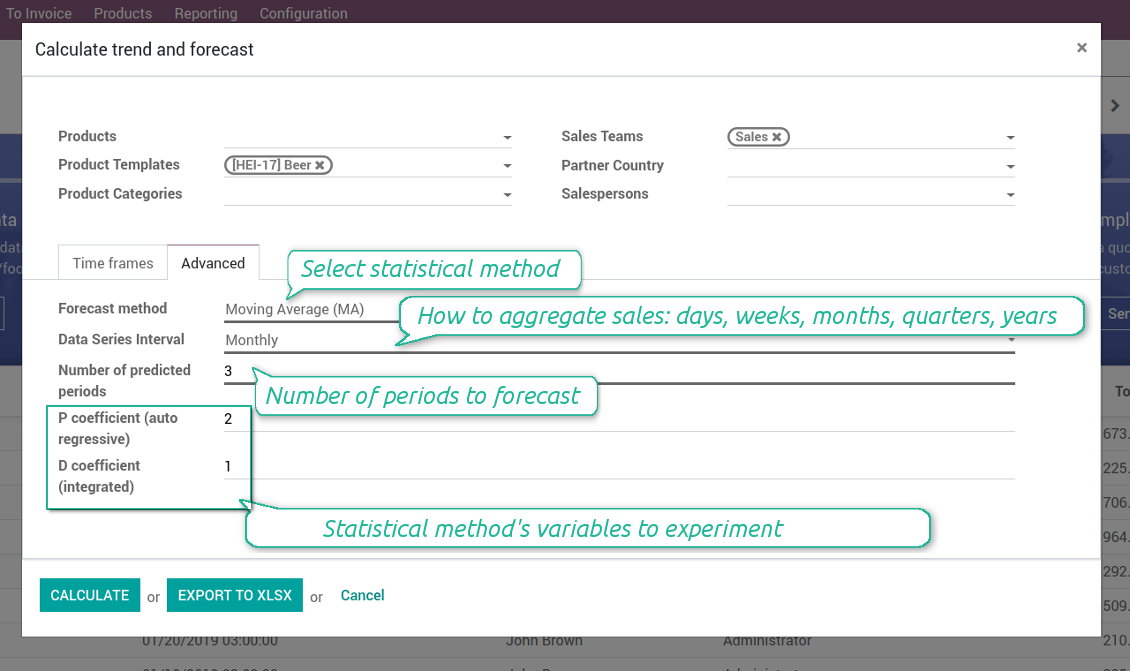 To Invoice Products Reporting Configuration
Calculate trend and forecast ×
Products
Sales Teams Sales ×
Product Templates [HEI-17] Beer ×
Partner Country
Product Categories
Salespersons
Time frames Advanced
Select statistical method
Forecast method Moving Average (MA)
How to aggregate sales: days, weeks, months, quarters, years
Data Series Interval Monthly
Number of predicted
periods 3
Number of periods to forecast
P coefficient (auto
regressive) 2
D coefficient
(integrated) 1
Statistical method's variables to experiment
CALCULATE or EXPORT TO XLSX or Cancel
673.
225.
706.
964.
292.
509.
01/20/2019 03:00:00 John Brown Administrator 210.